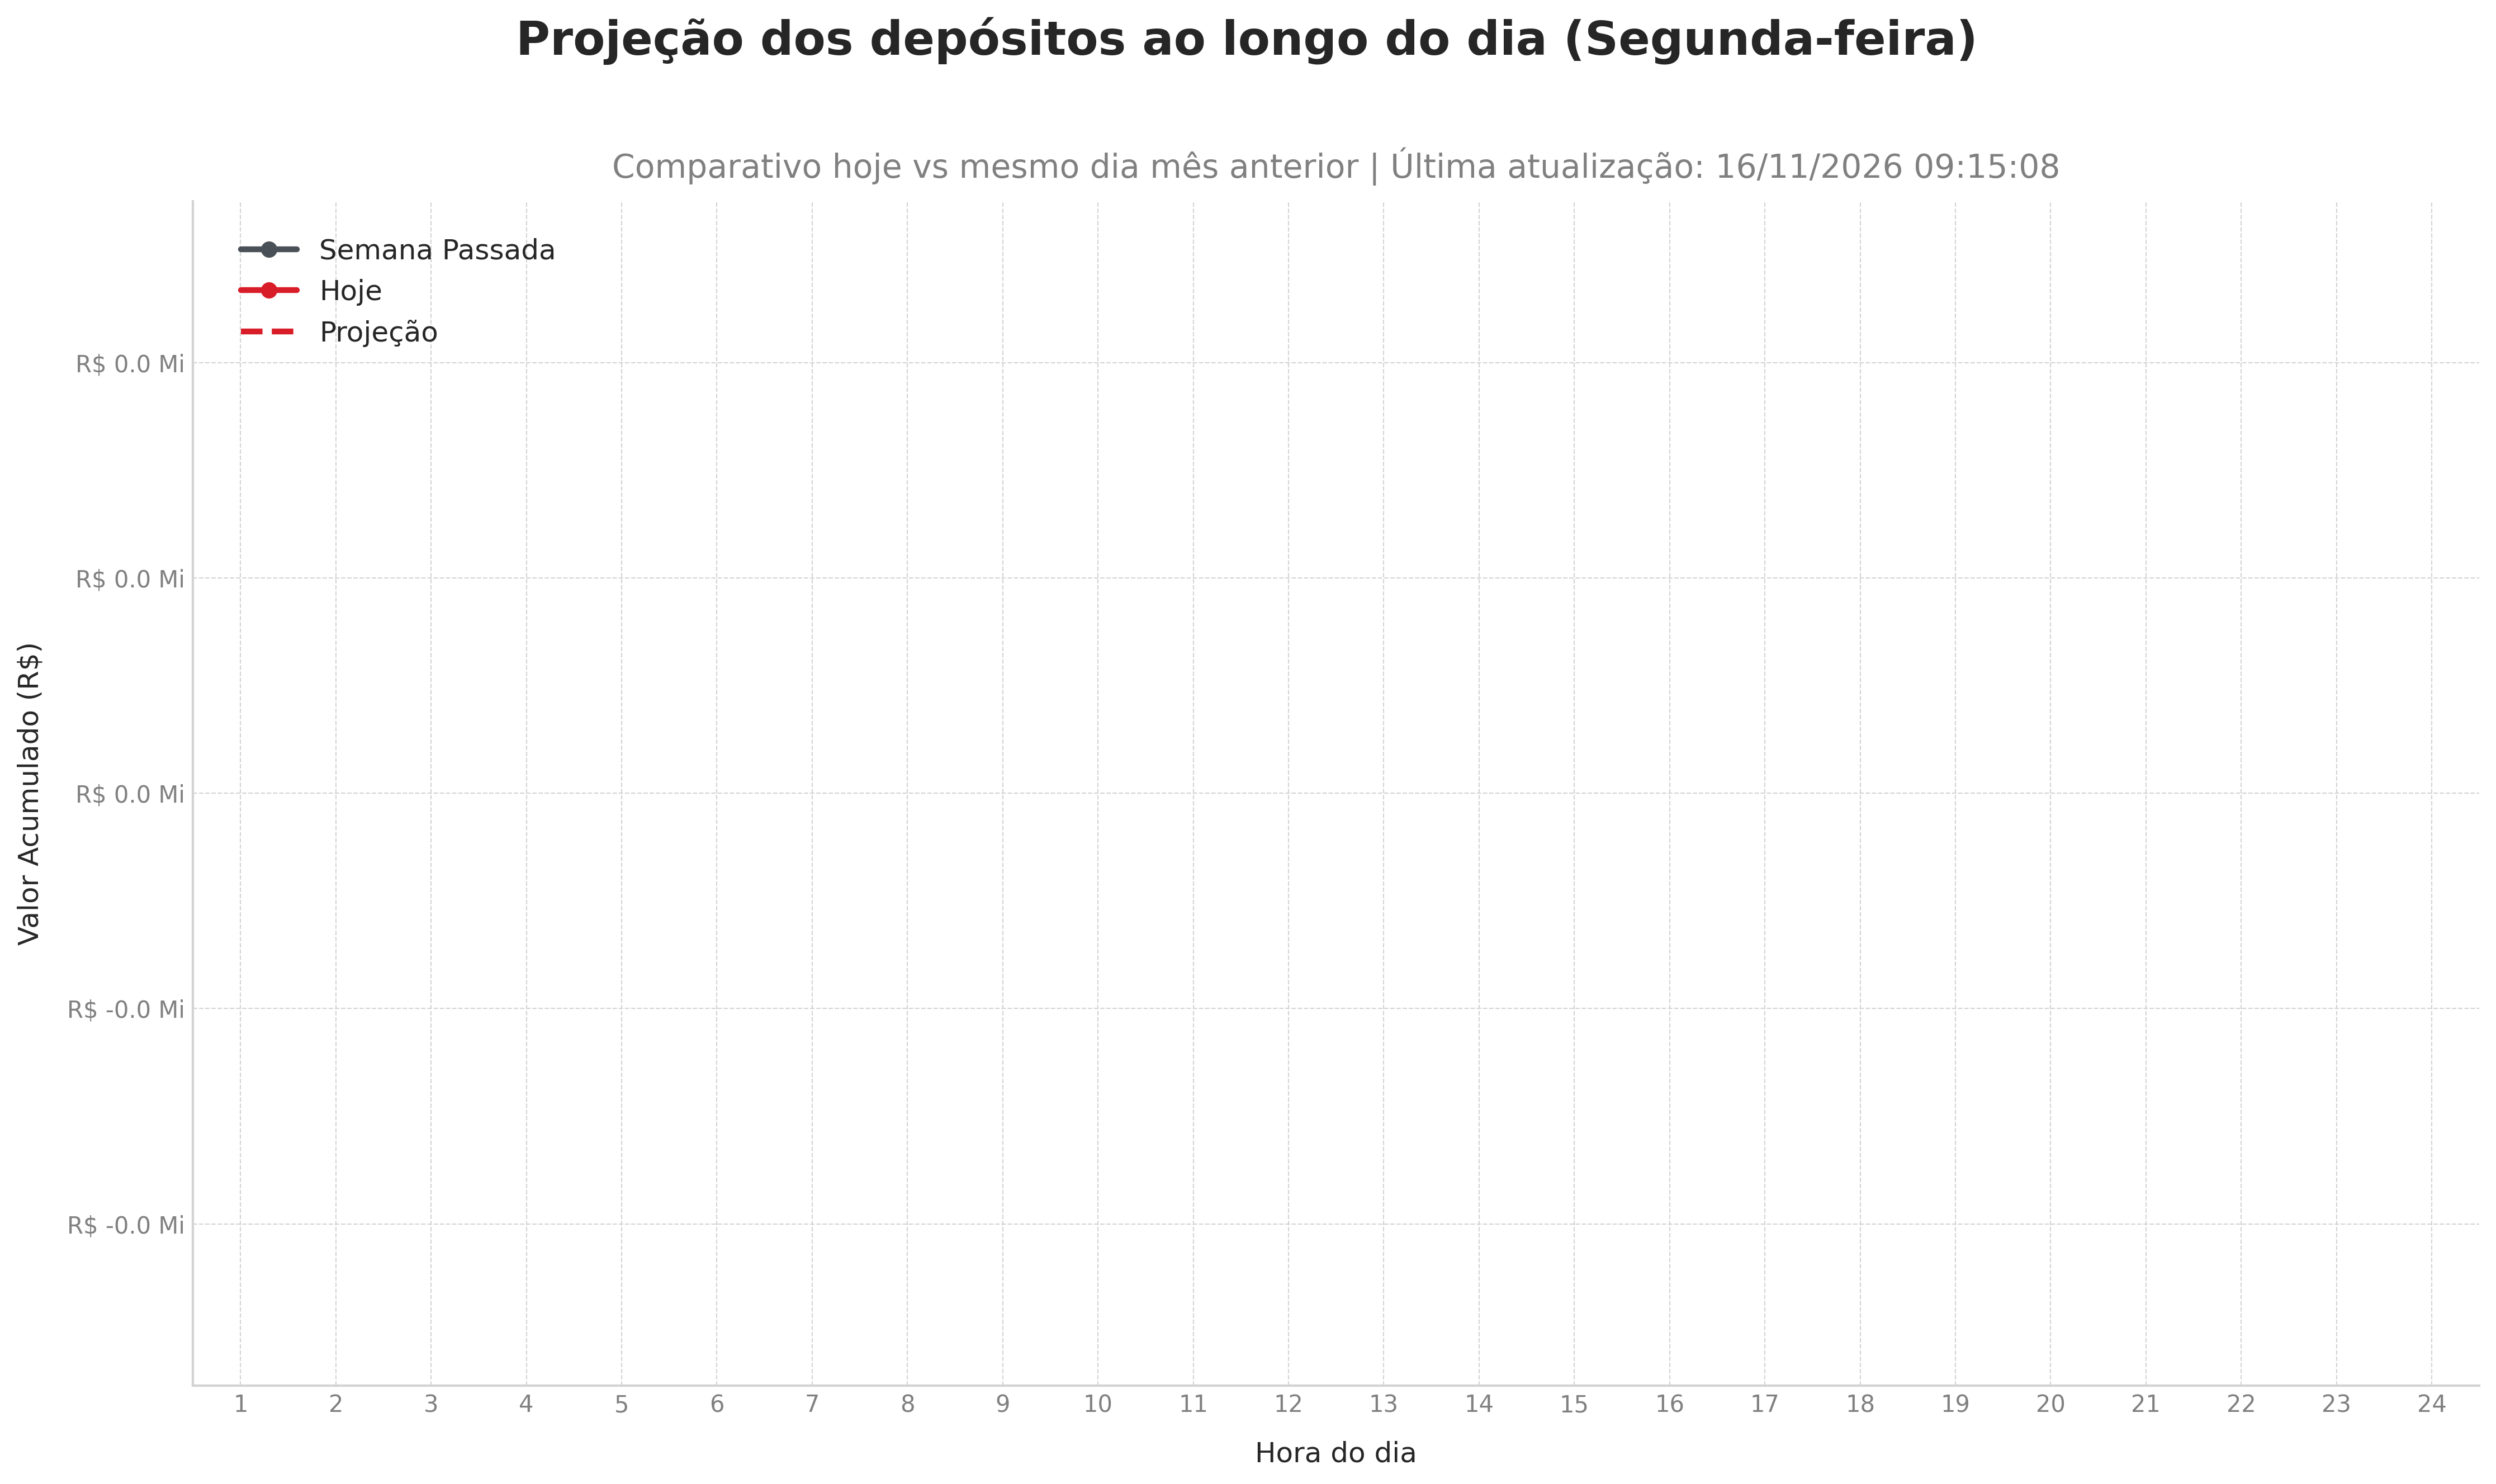 Projeção dos depósitos ao longo do dia (Segunda-feira)
Comparativo hoje vs mesmo dia mês anterior | Última atualização: 16/11/2026 09:15:08
Semana Passada
Hoje
Projeção
R$ 0.0 Mi
R$ 0.0 Mi
R$ 0.0 Mi
R$ -0.0 Mi
R$ -0.0 Mi
Valor Acumulado (R$)
1 2 3 4 5 6 7 8 9 10 11 12 13 14 15 16 17 18 19 20 21 22 23 24
Hora do dia